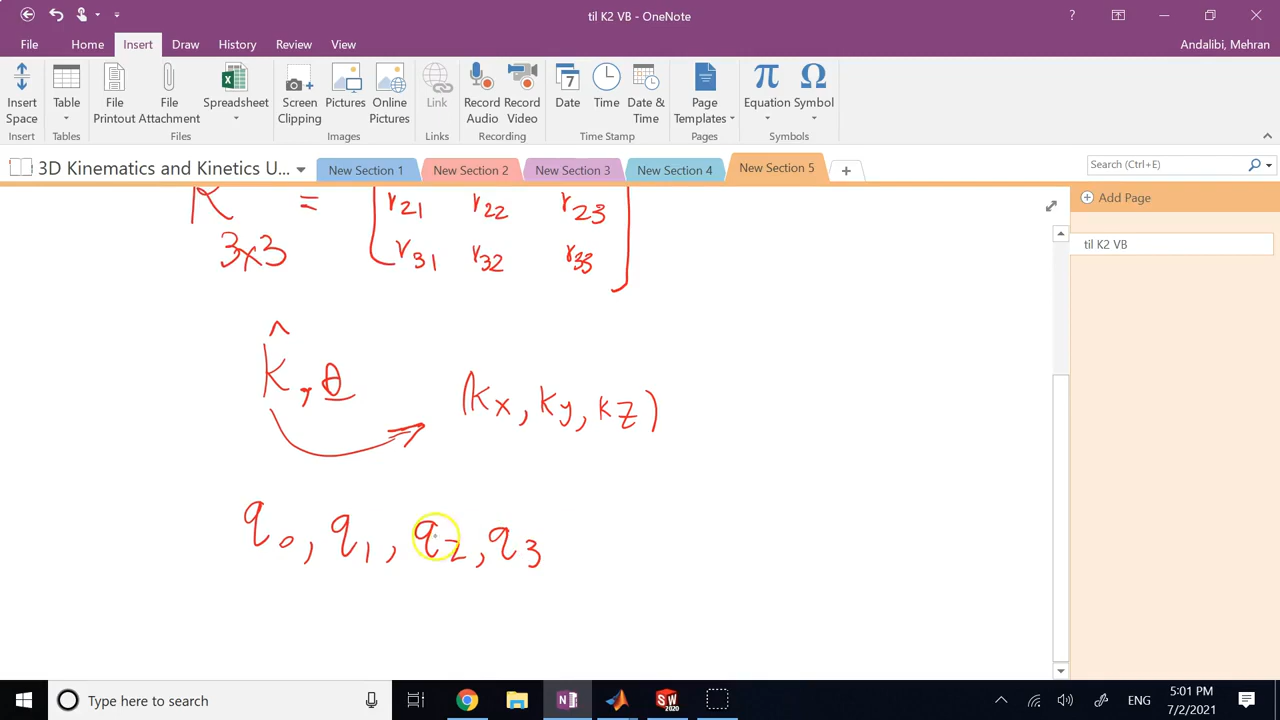 til K2 VB - OneNote
?
Andalibi, Mehran
File Home Insert Draw History Review View
Insert Space
Table
File Printout
File Attachment
Spreadsheet
Screen Clipping
Pictures
Online Pictures
Link
Record Audio
Record Video
Date
Time
Date & Time
Page Templates
Equation
Symbol
Insert Tables Files Images Links Recording Time Stamp Pages Symbols
3D Kinematics and Kinetics U...
New Section 1 New Section 2 New Section 3 New Section 4 New Section 5 +
Search (Ctrl+E)
Add Page
til K2 VB
R = [ r21 r22 r23
3x3 r31 r32 r33 ]
k̂, θ
(kx, ky, kz)
q0, q1, q2, q3
Type here to search
ENG
5:01 PM
7/2/2021